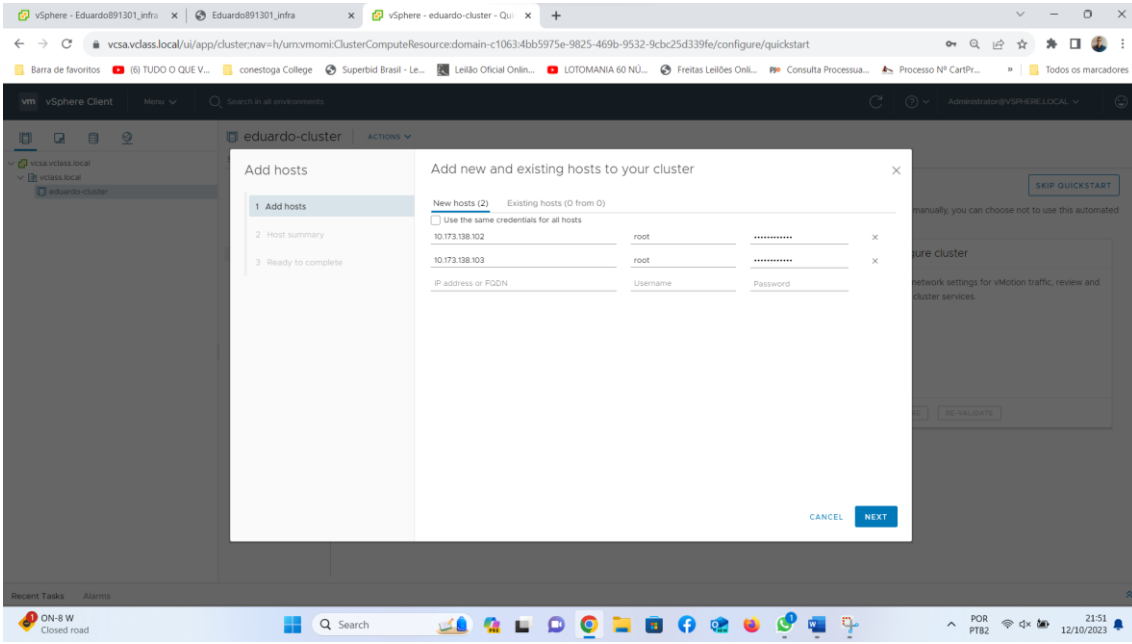 vSphere - Eduardo891301_infra
Eduardo891301_infra
vSphere - eduardo-cluster - Qui
vcsa.vclass.local/ui/app/cluster;nav=h/urn:vmomi:ClusterComputeResource:domain-c1063:4bb5975e-9825-469b-9532-9cbc25d339fe/configure/quickstart
Barra de favoritos (6) TUDO O QUE V... conestoga College Superbid Brasil - Le... Leilão Oficial Onlin... LOTOMANIA 60 NÚ... Freitas Leilões Onli... Consulta Processua... Processo Nº CartPr... » Todos os marcadores
vm vSphere Client Menu Search in all environments Administrator@VSPHERE.LOCAL
eduardo-cluster ACTIONS
vcsa.vclass.local
vclass.local
eduardo-cluster
Add hosts
1 Add hosts
2 Host summary
3 Ready to complete
Add new and existing hosts to your cluster
New hosts (2) Existing hosts (0 from 0)
Use the same credentials for all hosts
10.173.138.102 root ••••••••••••
10.173.138.103 root ••••••••••••
IP address or FQDN Username Password
CANCEL NEXT
SKIP QUICKSTART
manually, you can choose not to use this automated
gure cluster
network settings for vMotion traffic, review and
cluster services.
RE-VALIDATE
Recent Tasks Alarms
1
ON-8 W
Closed road
Search
POR
PTB2
21:51
12/10/2023